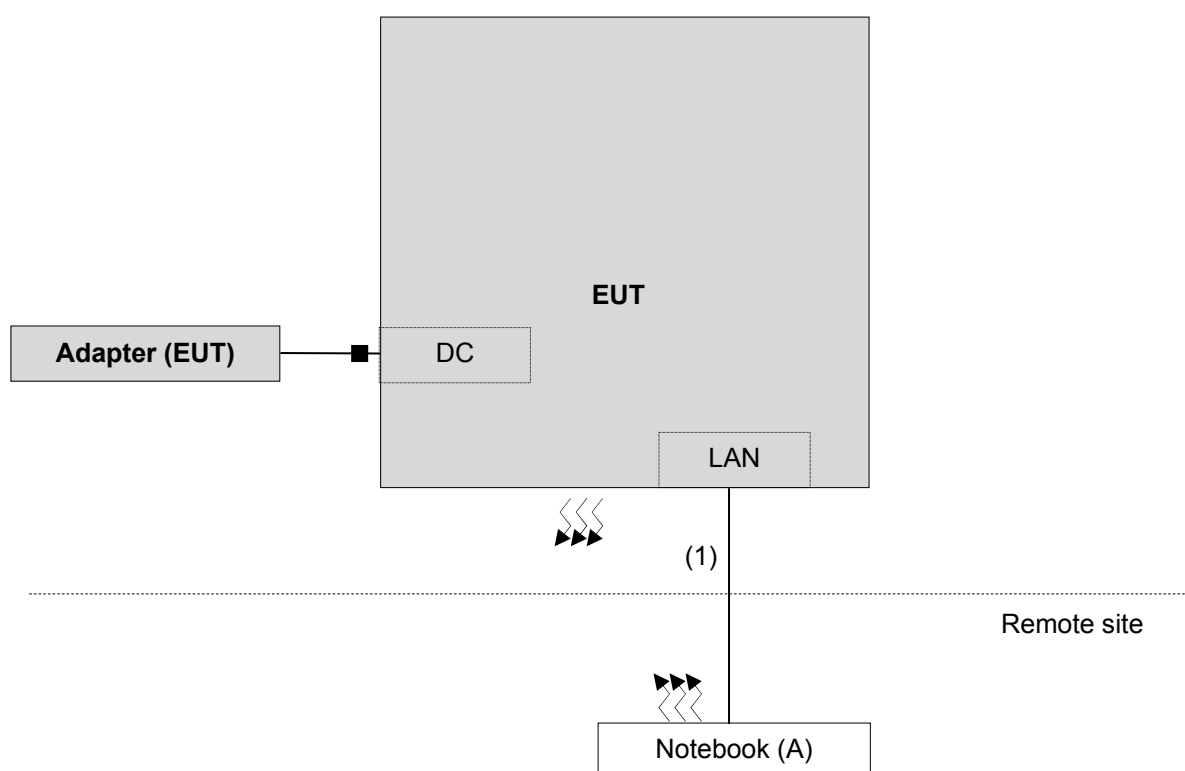 EUT
Adapter (EUT)
DC
LAN
(1)
Remote site
Notebook (A)